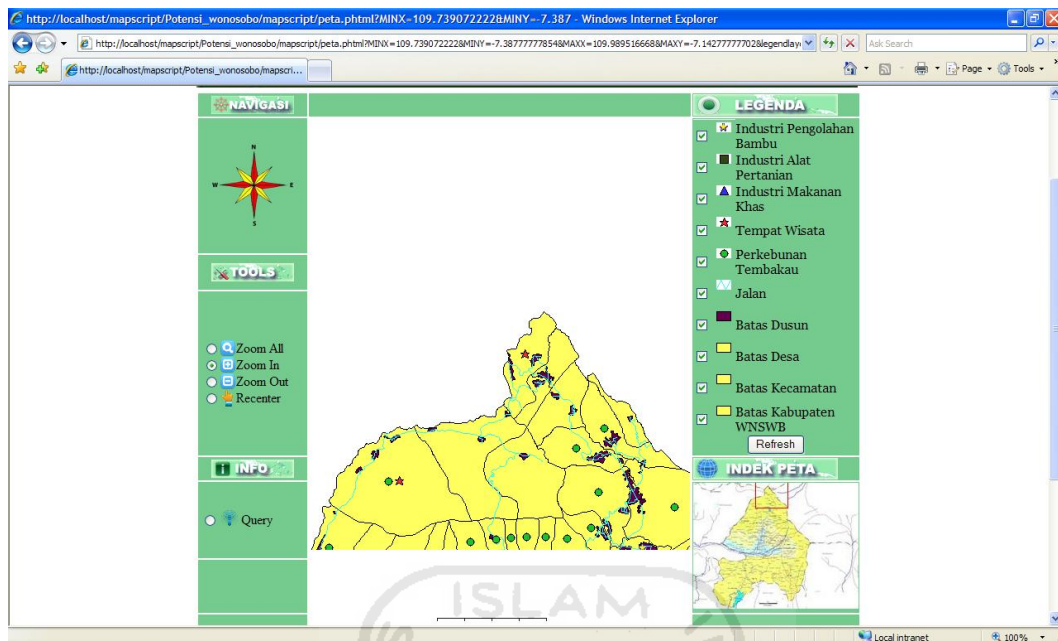 http://localhost/mapscript/Potensi_wonosobo/mapscript/peta.phtml?MINX=109.739072222&MINY=-7.387 - Windows Internet Explorer
http://localhost/mapscript/Potensi_wonosobo/mapscript/peta.phtml?MINX=109.739072222&MINY=-7.38777777854&MAXX=109.989516668&MAXY=-7.14277777702&legendlay
Ask Search
http://localhost/mapscript/Potensi_wonosobo/mapscri...
Page
Tools
NAVIGASI
N
W
E
S
TOOLS
Zoom All
Zoom In
Zoom Out
Recenter
INFO
Query
LEGENDA
Industri Pengolahan
Bambu
Industri Alat
Pertanian
Industri Makanan
Khas
Tempat Wisata
Perkebunan
Tembakau
Jalan
Batas Dusun
Batas Desa
Batas Kecamatan
Batas Kabupaten
WNSWB
Refresh
INDEK PETA
ISLAM
Local intranet
100%